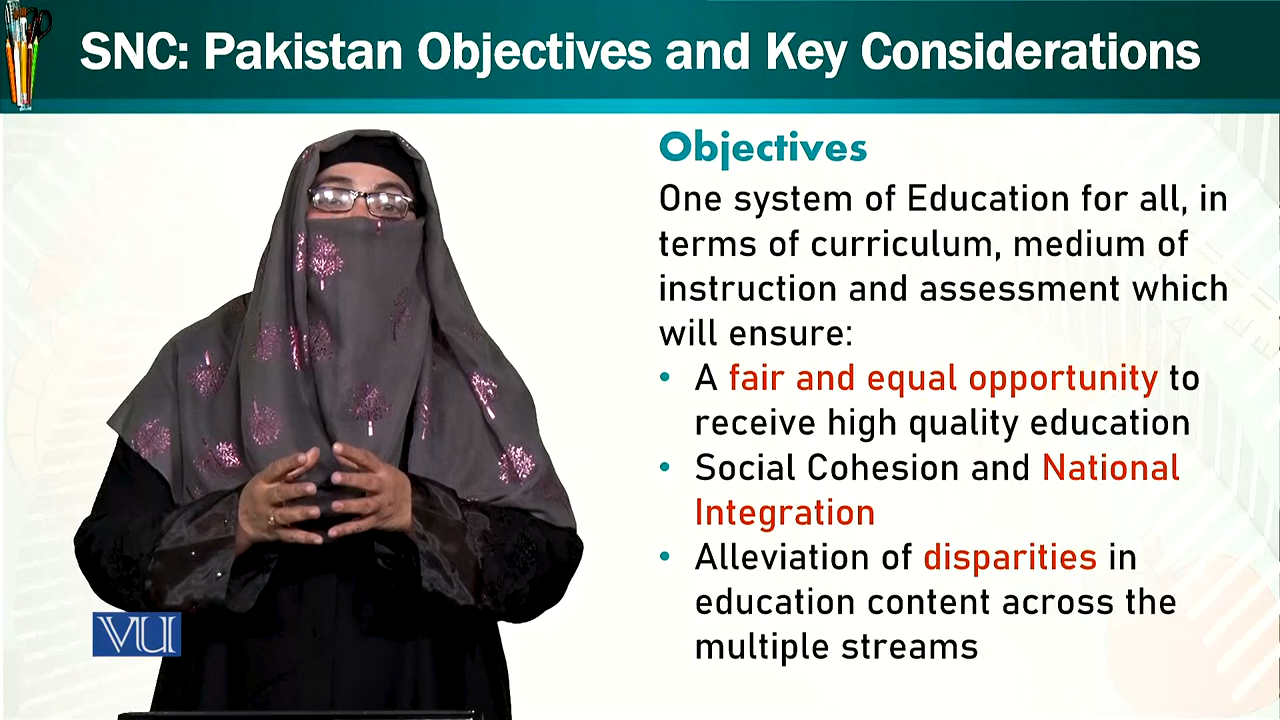 SNC: Pakistan Objectives and Key Considerations
Objectives
One system of Education for all, in
terms of curriculum, medium of
instruction and assessment which
will ensure:
• A fair and equal opportunity to
receive high quality education
• Social Cohesion and National
Integration
• Alleviation of disparities in
education content across the
multiple streams
VU